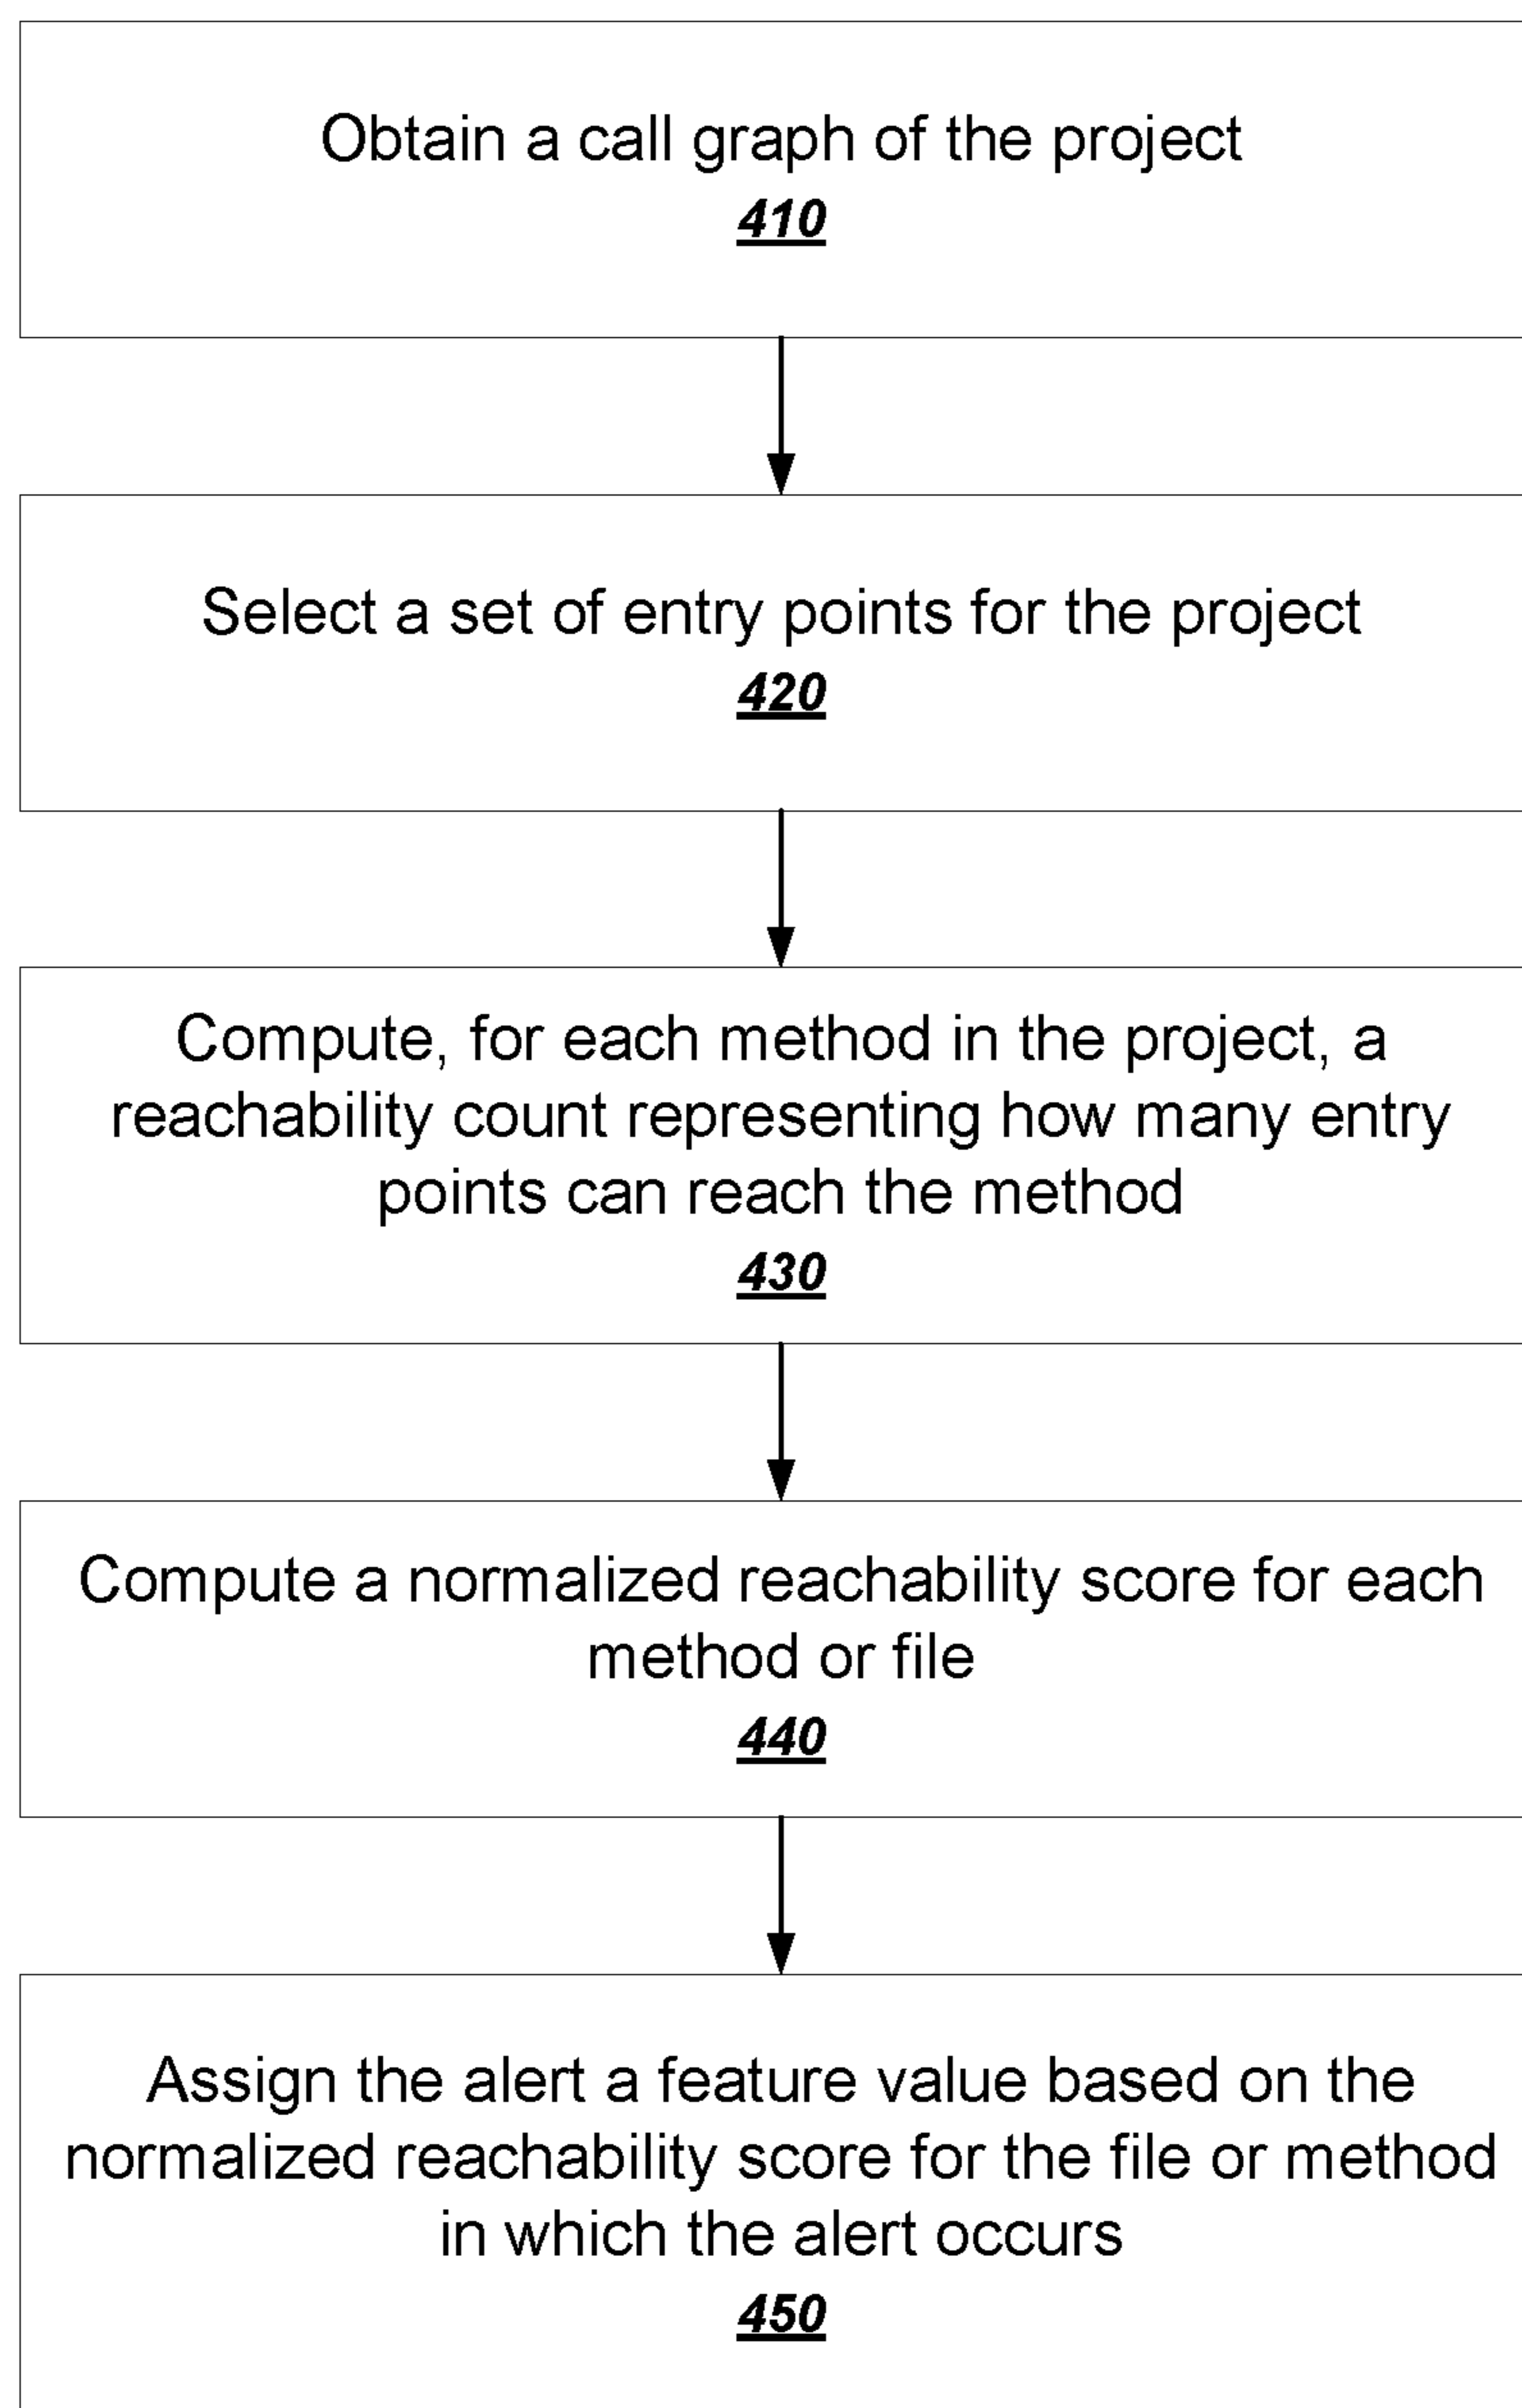 Obtain a call graph of the project
410
Select a set of entry points for the project
420
Compute, for each method in the project, a
reachability count representing how many entry
points can reach the method
430
Compute a normalized reachability score for each
method or file
440
Assign the alert a feature value based on the
normalized reachability score for the file or method
in which the alert occurs
450